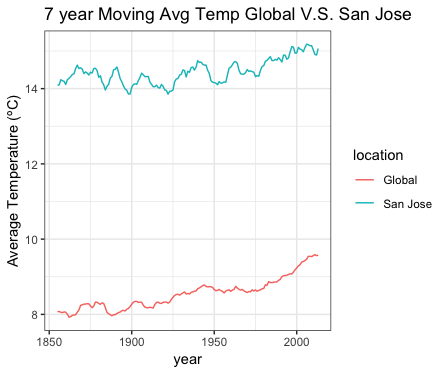 7 year Moving Avg Temp Global V.S. San Jose
Average Temperature (ºC)
14
12
10
8
1850
1900
1950
2000
year
location
Global
San Jose